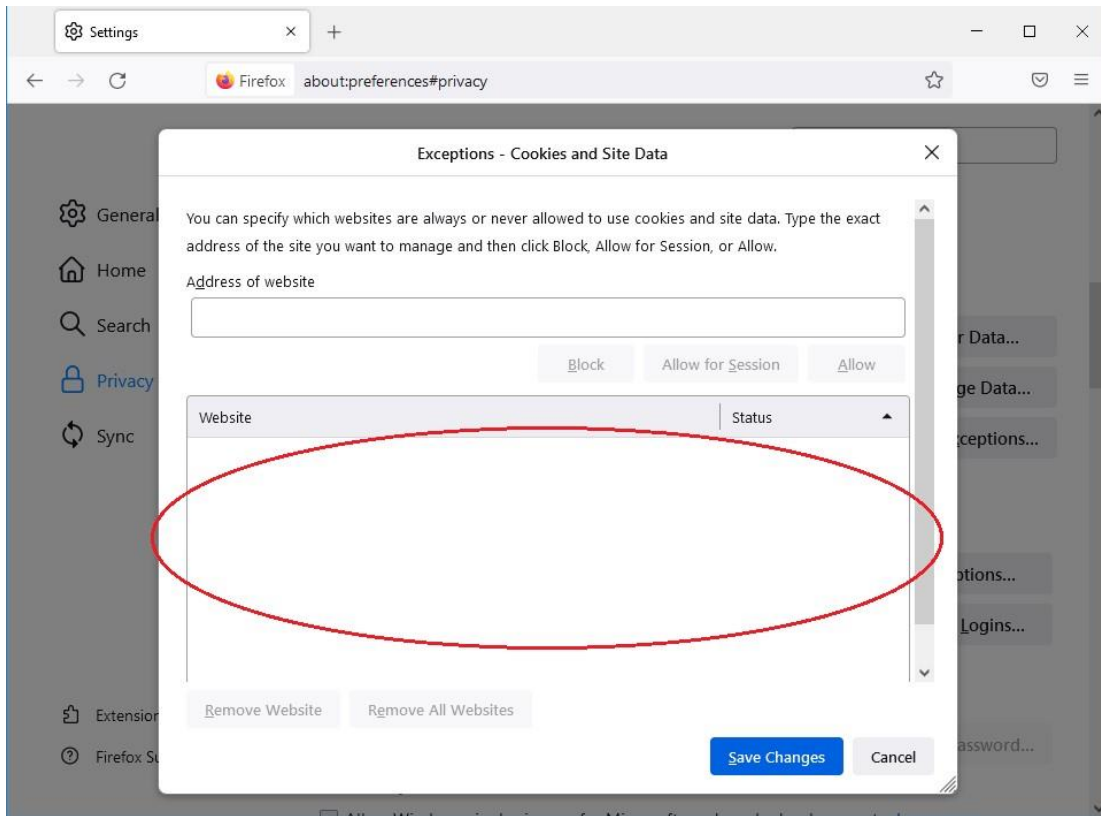 Settings
Firefox about:preferences#privacy
Exceptions - Cookies and Site Data
You can specify which websites are always or never allowed to use cookies and site data. Type the exact
address of the site you want to manage and then click Block, Allow for Session, or Allow.
Address of website
Block Allow for Session Allow
Website Status
Remove Website Remove All Websites
Save Changes Cancel
General
Home
Search
Privacy
Sync
Extension
Firefox Su
r Data...
ge Data...
ceptions...
ptions...
Logins...
assword...